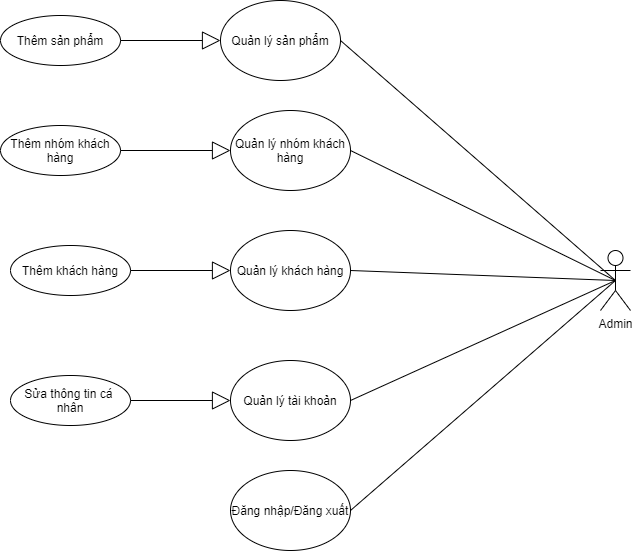 Thêm sản phẩm
Quản lý sản phẩm
Thêm nhóm khách
hàng
Quản lý nhóm khách
hàng
Thêm khách hàng
Quản lý khách hàng
Admin
Sửa thông tin cá
nhân
Quản lý tài khoản
Đăng nhập/Đăng xuất